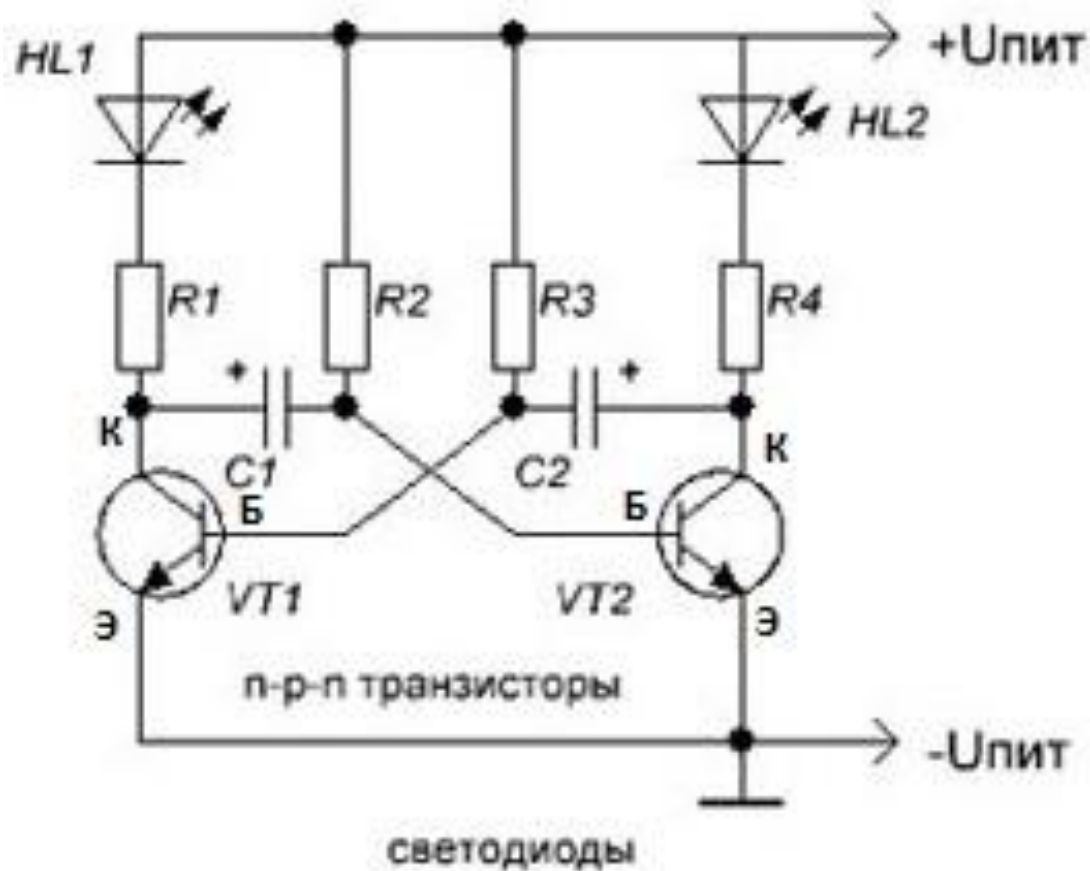 HL1
+Uпит
HL2
R1
R2
R3
R4
+
+
К
C1
C2
К
Б
Б
VT1
VT2
Э
Э
n-p-n транзисторы
-Uпит
светодиоды